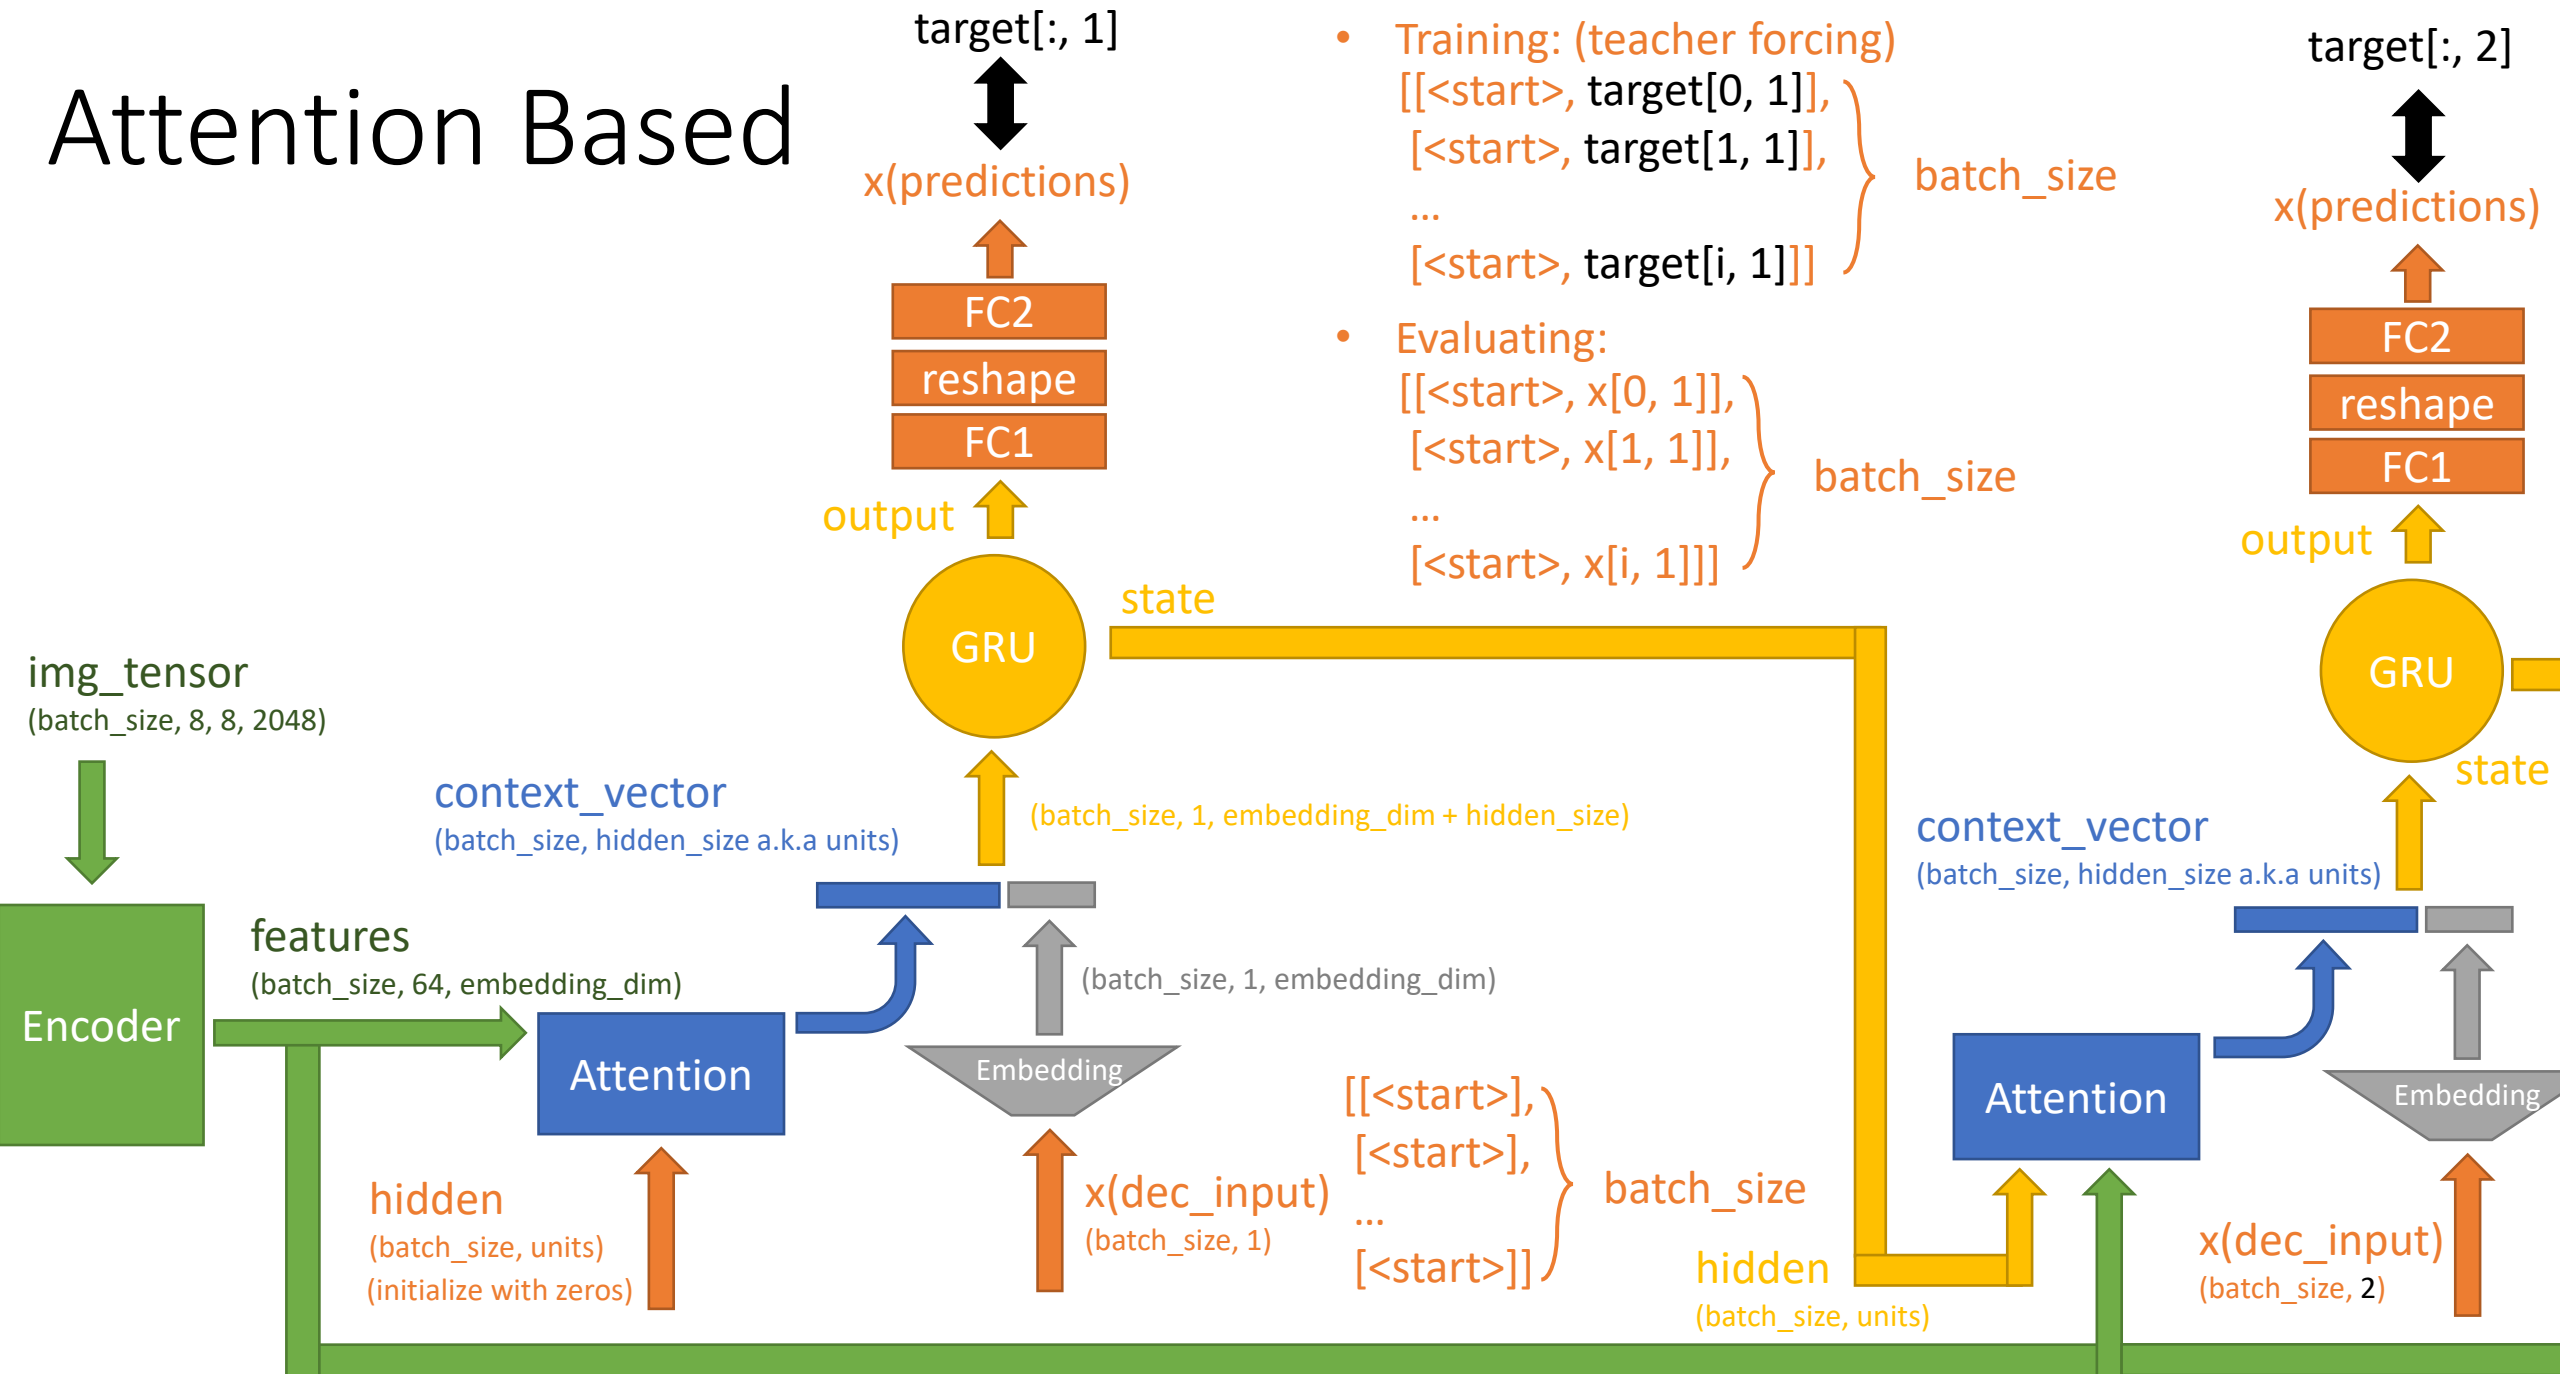 Attention Based
target[:, 1]
x(predictions)
FC2
reshape
FC1
output
GRU
state
• Training: (teacher forcing)
[[<start>, target[0, 1]],
[<start>, target[1, 1]],
...
[<start>, target[i, 1]]]
batch_size
• Evaluating:
[[<start>, x[0, 1]],
[<start>, x[1, 1]],
...
[<start>, x[i, 1]]]
batch_size
target[:, 2]
x(predictions)
FC2
reshape
FC1
output
GRU
state
img_tensor
(batch_size, 8, 8, 2048)
Encoder
features
(batch_size, 64, embedding_dim)
context_vector
(batch_size, hidden_size a.k.a units)
(batch_size, 1, embedding_dim + hidden_size)
(batch_size, 1, embedding_dim)
Attention
Embedding
hidden
(batch_size, units)
(initialize with zeros)
x(dec_input)
(batch_size, 1)
[[<start>],
[<start>],
...
[<start>]]
batch_size
hidden
(batch_size, units)
context_vector
(batch_size, hidden_size a.k.a units)
Attention
Embedding
x(dec_input)
(batch_size, 2)